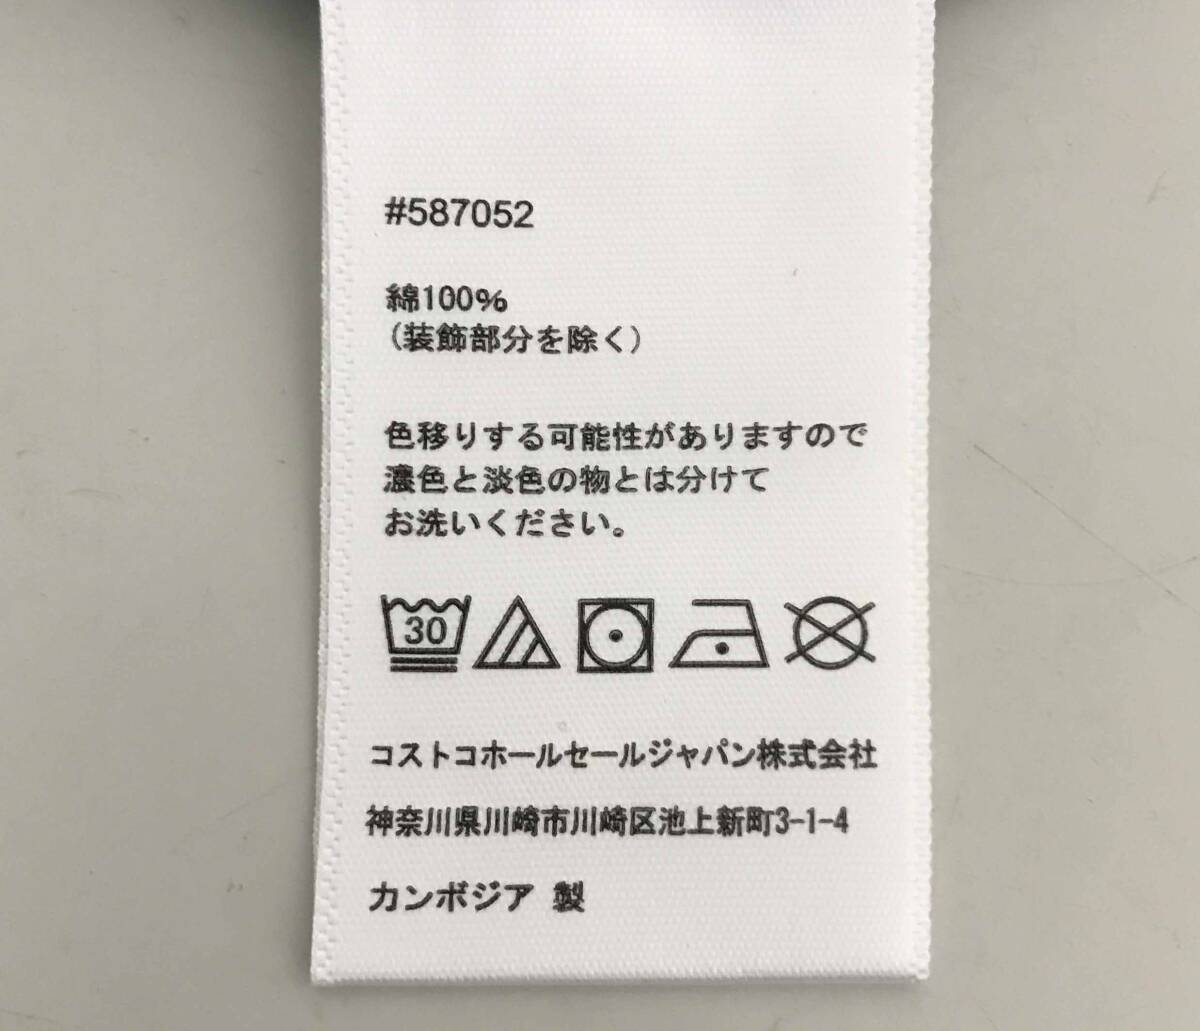 #587052
綿100%
(装飾部分を除く)
色移りする可能性がありますので
濃色と淡色の物とは分けて
お洗いください。
30
コストコホールセールジャパン株式会社
神奈川県川崎市川崎区池上新町3-1-4
カンボジア 製